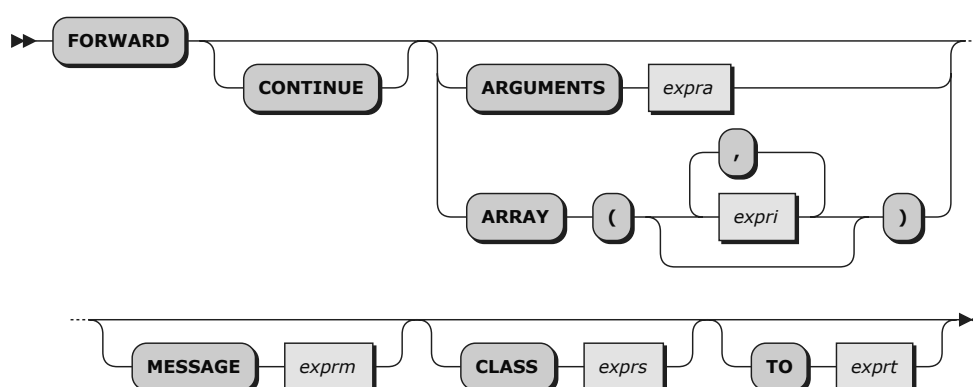 FORWARD
CONTINUE
ARGUMENTS expra
,
ARRAY ( expri )
MESSAGE exprm CLASS exprs TO exprt